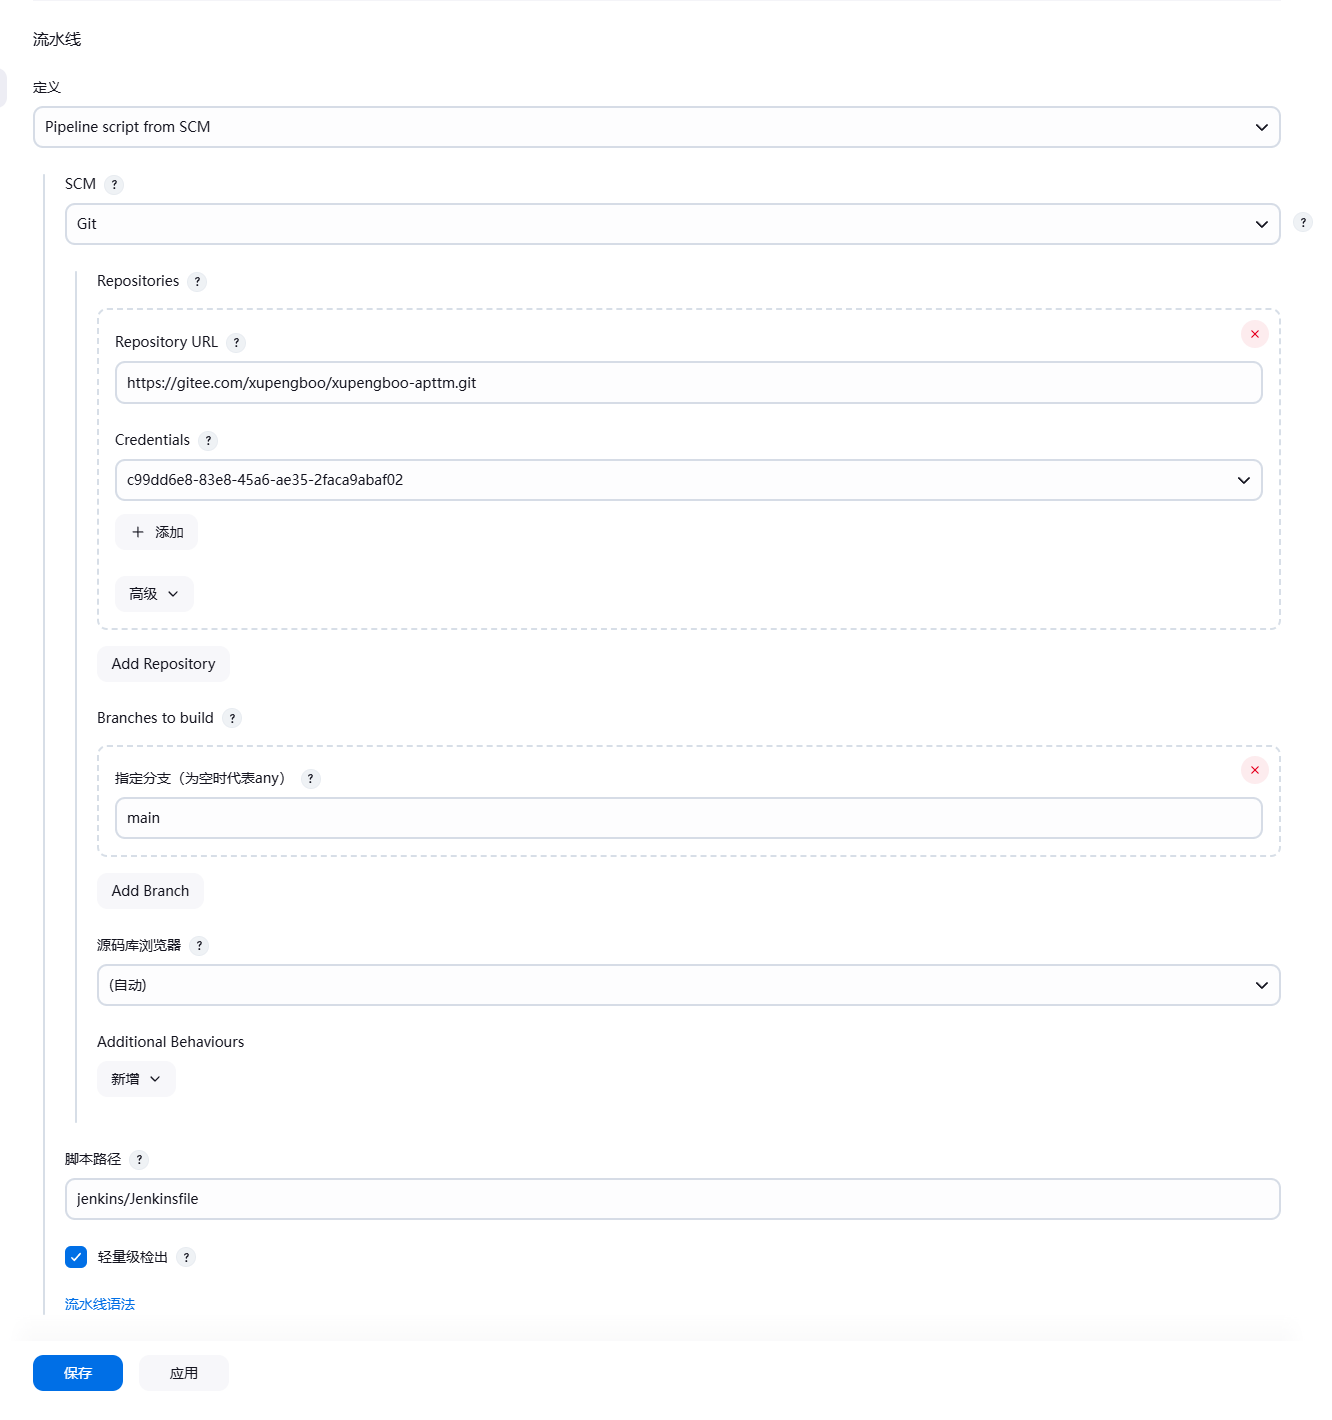 流水线
定义
Pipeline script from SCM
SCM ?
Git
?
Repositories ?
Repository URL ?
https://gitee.com/xupengboo/xupengboo-apttm.git
Credentials ?
c99dd6e8-83e8-45a6-ae35-2faca9abaf02
添加
高级
Add Repository
Branches to build ?
指定分支（为空时代表any） ?
main
Add Branch
源码库浏览器 ?
(自动)
Additional Behaviours
新增
脚本路径 ?
jenkins/Jenkinsfile
轻量级检出 ?
流水线语法
保存 应用